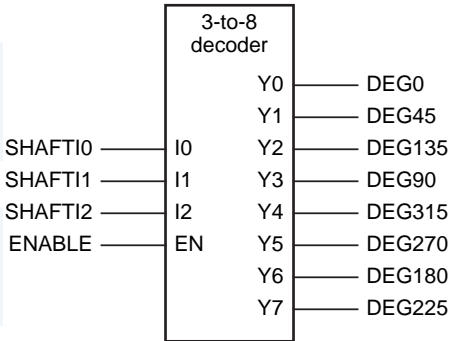 3-to-8
decoder
Y0 DEG0
Y1 DEG45
SHAFTI0 I0 Y2 DEG135
SHAFTI1 I1 Y3 DEG90
SHAFTI2 I2 Y4 DEG315
ENABLE EN Y5 DEG270
Y6 DEG180
Y7 DEG225